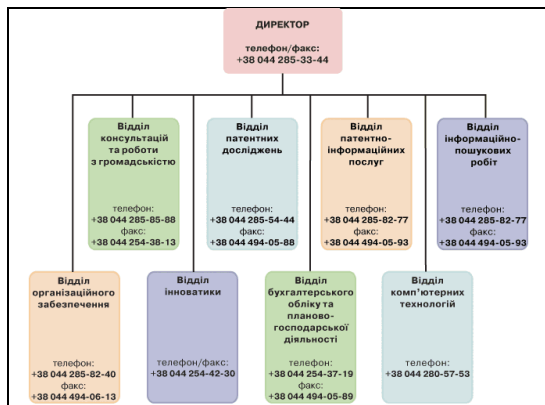 ДИРЕКТОР
телефон/факс:
+38 044 285-33-44
Відділ
консультацій
та роботи
з громадськістю
телефон:
+38 044 285-85-88
факс:
+38 044 254-38-13
Відділ
патентних
досліджень
телефон:
+38 044 285-54-44
факс:
+38 044 494-05-88
Відділ
патентно-
інформаційних
послуг
телефон:
+38 044 285-82-77
факс:
+38 044 494-05-93
Відділ
інформаційно-
пошукових
робіт
телефон:
+38 044 285-82-77
факс:
+38 044 494-05-93
Відділ
організаційного
забезпечення
телефон:
+38 044 285-82-40
факс:
+38 044 494-06-13
Відділ
інноватики
телефон/факс:
+38 044 254-42-30
Відділ
бухгалтерського
обліку та
планово-
господарської
діяльності
телефон:
+38 044 254-37-19
факс:
+38 044 494-05-89
Відділ
комп'ютерних
технологій
телефон:
+38 044 280-57-53